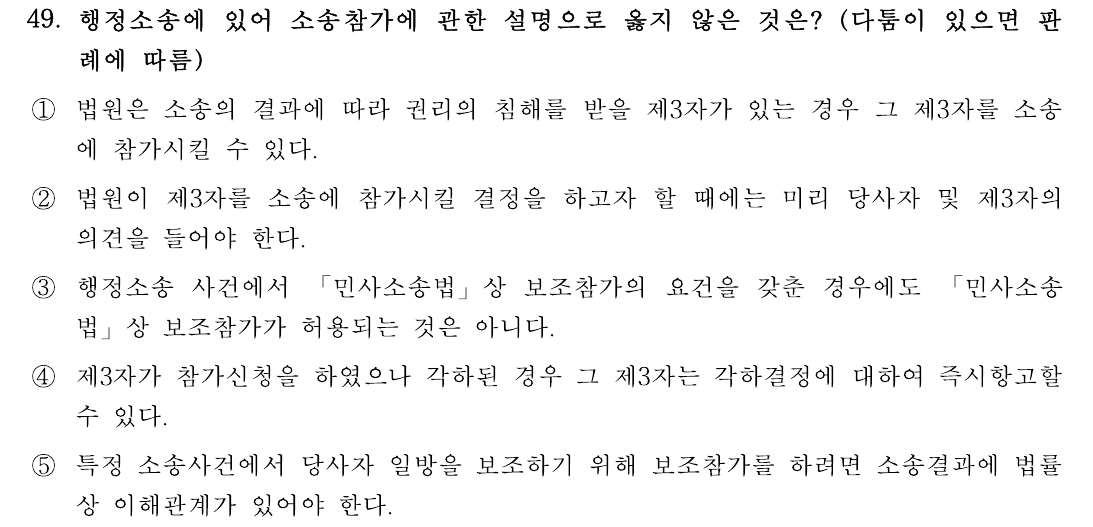 49. 행정소송에 있어 소송참가에 관한 설명으로 옳지 않은 것은? (다툼이 있으면 판
례에 따름)
① 법원은 소송의 결과에 따라 권리의 침해를 받을 제3자가 있는 경우 그 제3자를 소송
에 참가시킬 수 있다.
② 법원이 제3자를 소송에 참가시킬 결정을 하고자 할 때에는 미리 당사자 및 제3자의
의견을 들어야 한다.
③ 행정소송 사건에서 「민사소송법」상 보조참가의 요건을 갖춘 경우에도 「민사소송
법」상 보조참가가 허용되는 것은 아니다.
④ 제3자가 참가신청을 하였으나 각하된 경우 그 제3자는 각하결정에 대하여 즉시항고할
수 있다.
⑤ 특정 소송사건에서 당사자 일방을 보조하기 위해 보조참가를 하려면 소송결과에 법률
상 이해관계가 있어야 한다.